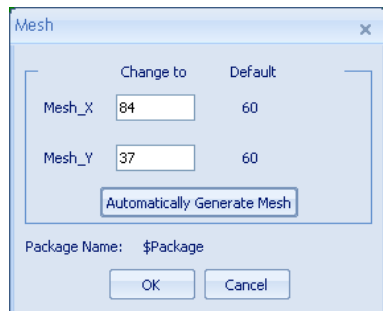 Mesh
Change to Default
Mesh_X 84 60
Mesh_Y 37 60
Automatically Generate Mesh
Package Name: $Package
OK Cancel